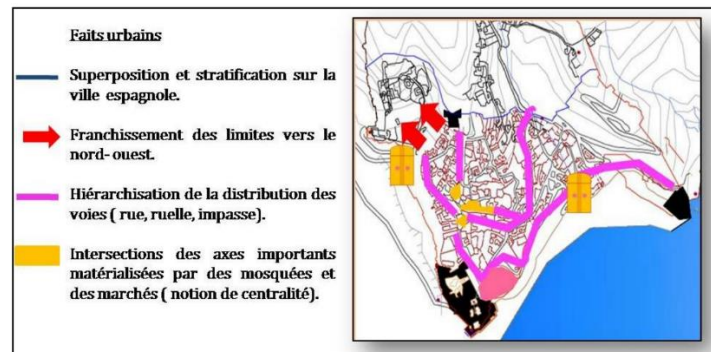 Faits urbains
Superposition et stratification sur la
ville espagnole.
Franchissement des limites vers le
nord- ouest.
Hiérarchisation de la distribution des
voies ( rue, ruelle, impasse).
Intersections des axes importants
matérialisées par des mosquées et
des marchés ( notion de centralité).